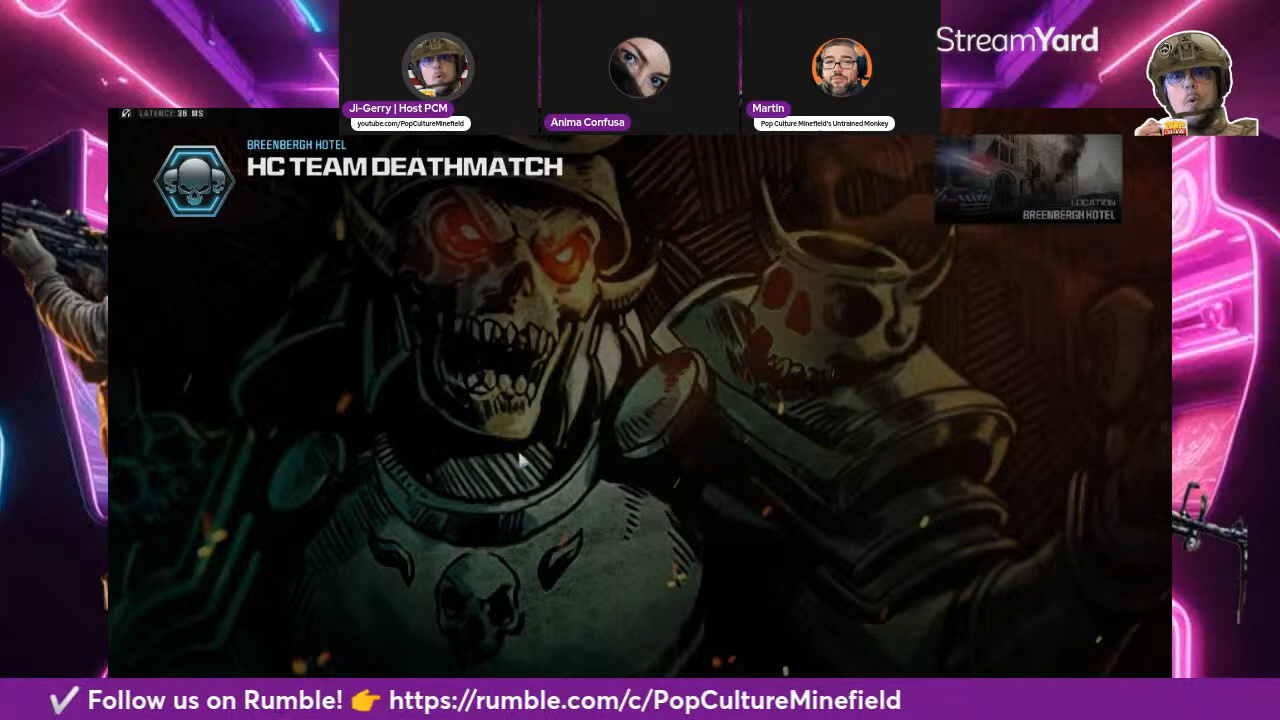 StreamYard
Ji-Gerry | Host PCM
youtube.com/PopCultureMinefield
Anima Confusa
Martin
Pop Culture Minefield's Untrained Monkey
LATENCY: 36 MS
BREENBERGH HOTEL
HC TEAM DEATHMATCH
LOCATION
BREENBERGH HOTEL
✔ Follow us on Rumble! 👉 https://rumble.com/c/PopCultureMinefield